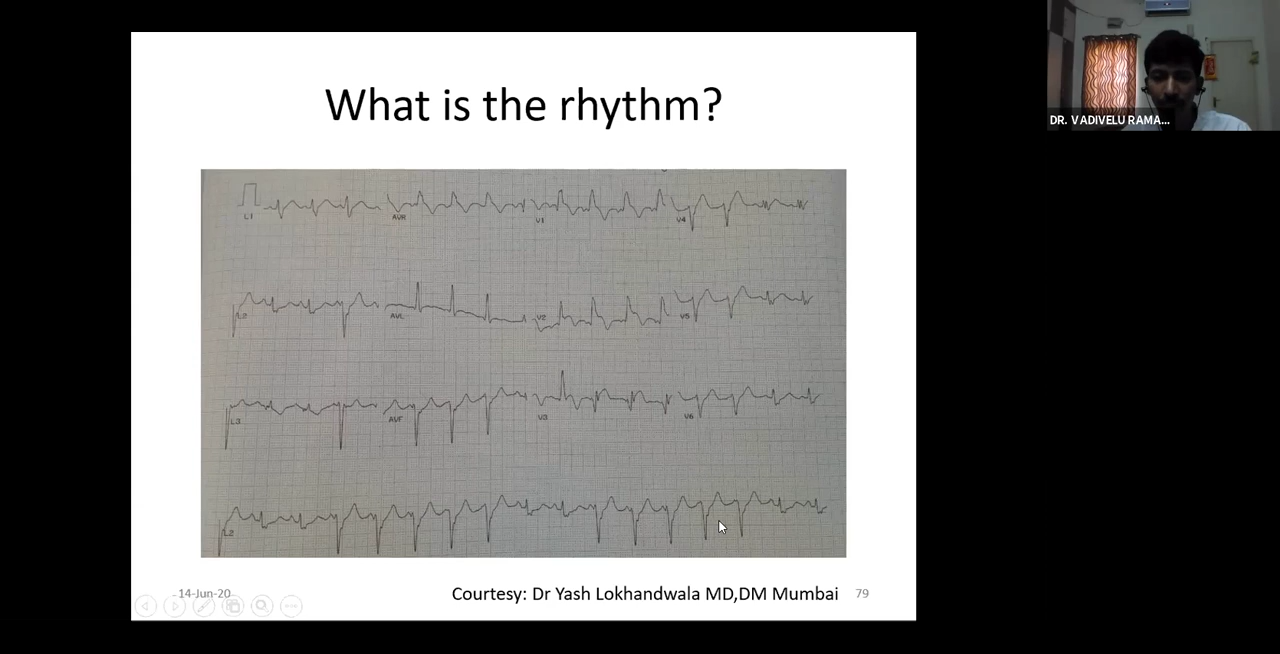 What is the rhythm?
DR. VADIVELU RAMA...
L1
AVR
V1
V4
L2
AVL
V2
V5
L3
AVF
V3
V6
L2
14-Jun-20
Courtesy: Dr Yash Lokhandwala MD,DM Mumbai
79